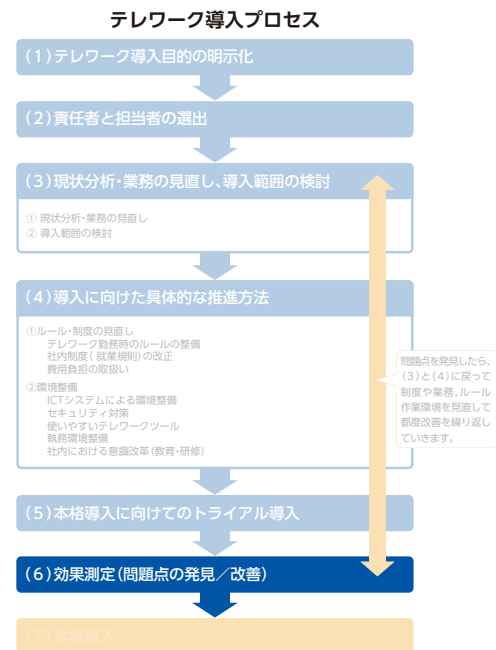 テレワーク導入プロセス
(1)テレワーク導入目的の明示化
(2)責任者と担当者の選出
(3)現状分析・業務の見直し、導入範囲の検討
① 現状分析・業務の見直し
② 導入範囲の検討
(4)導入に向けた具体的な推進方法
①ルール・制度の見直し
テレワーク勤務時のルールの整備
社内制度(就業規則)の改正
費用負担の取扱い
②環境整備
ICTシステムによる環境整備
セキュリティ対策
使いやすいテレワークツール
執務環境整備
社内における意識改革(教育・研修)
問題点を発見したら、
(3)と(4)に戻って
制度や業務、ルール
作業環境を見直して
都度改善を繰り返し
ていきます。
(5)本格導入に向けてのトライアル導入
(6)効果測定(問題点の発見／改善)
(7)本格導入